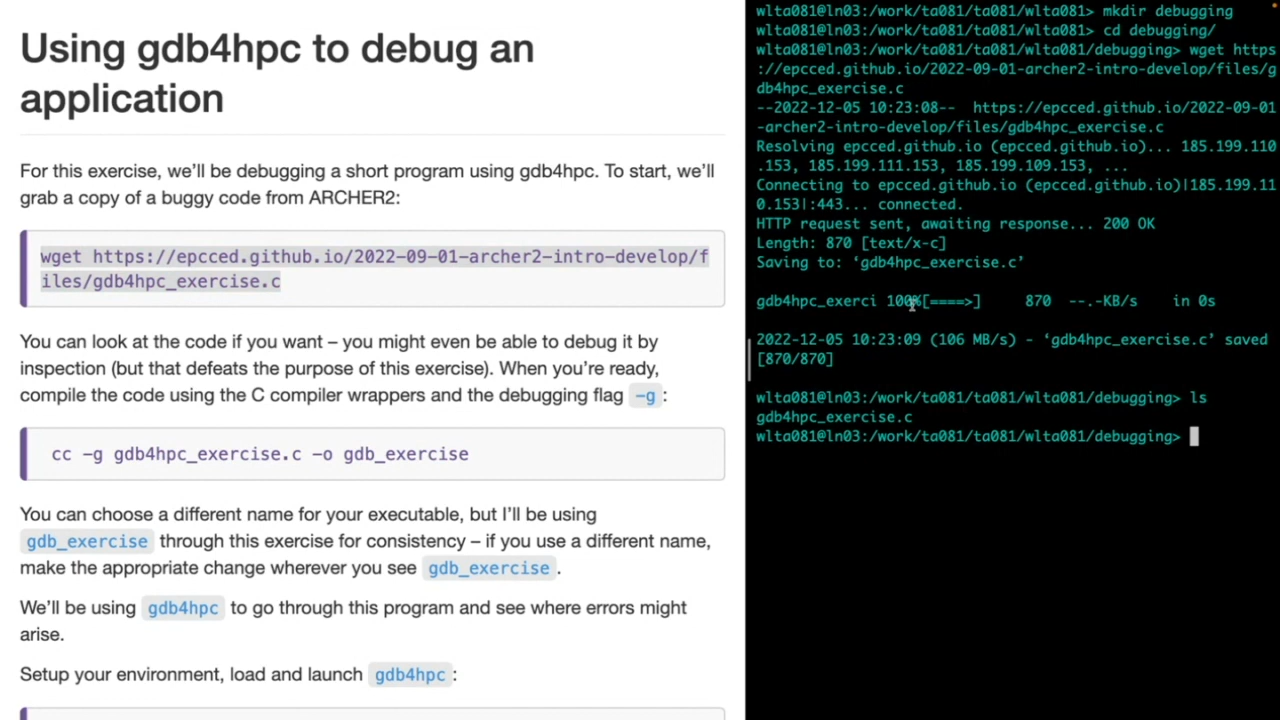 Using gdb4hpc to debug an
application
For this exercise, we’ll be debugging a short program using gdb4hpc. To start, we’ll
grab a copy of a buggy code from ARCHER2:
wget https://epcced.github.io/2022-09-01-archer2-intro-develop/f
iles/gdb4hpc_exercise.c
You can look at the code if you want – you might even be able to debug it by
inspection (but that defeats the purpose of this exercise). When you’re ready,
compile the code using the C compiler wrappers and the debugging flag -g:
cc -g gdb4hpc_exercise.c -o gdb_exercise
You can choose a different name for your executable, but I’ll be using
gdb_exercise through this exercise for consistency – if you use a different name,
make the appropriate change wherever you see gdb_exercise.
We’ll be using gdb4hpc to go through this program and see where errors might
arise.
Setup your environment, load and launch gdb4hpc:
wlta081@ln03:/work/ta081/ta081/wlta081> mkdir debugging
wlta081@ln03:/work/ta081/ta081/wlta081> cd debugging/
wlta081@ln03:/work/ta081/ta081/wlta081/debugging> wget https
://epcced.github.io/2022-09-01-archer2-intro-develop/files/g
db4hpc_exercise.c
--2022-12-05 10:23:08--  https://epcced.github.io/2022-09-01
-archer2-intro-develop/files/gdb4hpc_exercise.c
Resolving epcced.github.io (epcced.github.io)... 185.199.110
.153, 185.199.111.153, 185.199.109.153, ...
Connecting to epcced.github.io (epcced.github.io)|185.199.11
0.153|:443... connected.
HTTP request sent, awaiting response... 200 OK
Length: 870 [text/x-c]
Saving to: ‘gdb4hpc_exercise.c’
gdb4hpc_exerci 100%[====>]     870  --.-KB/s    in 0s
2022-12-05 10:23:09 (106 MB/s) - ‘gdb4hpc_exercise.c’ saved
[870/870]
wlta081@ln03:/work/ta081/ta081/wlta081/debugging> ls
gdb4hpc_exercise.c
wlta081@ln03:/work/ta081/ta081/wlta081/debugging>